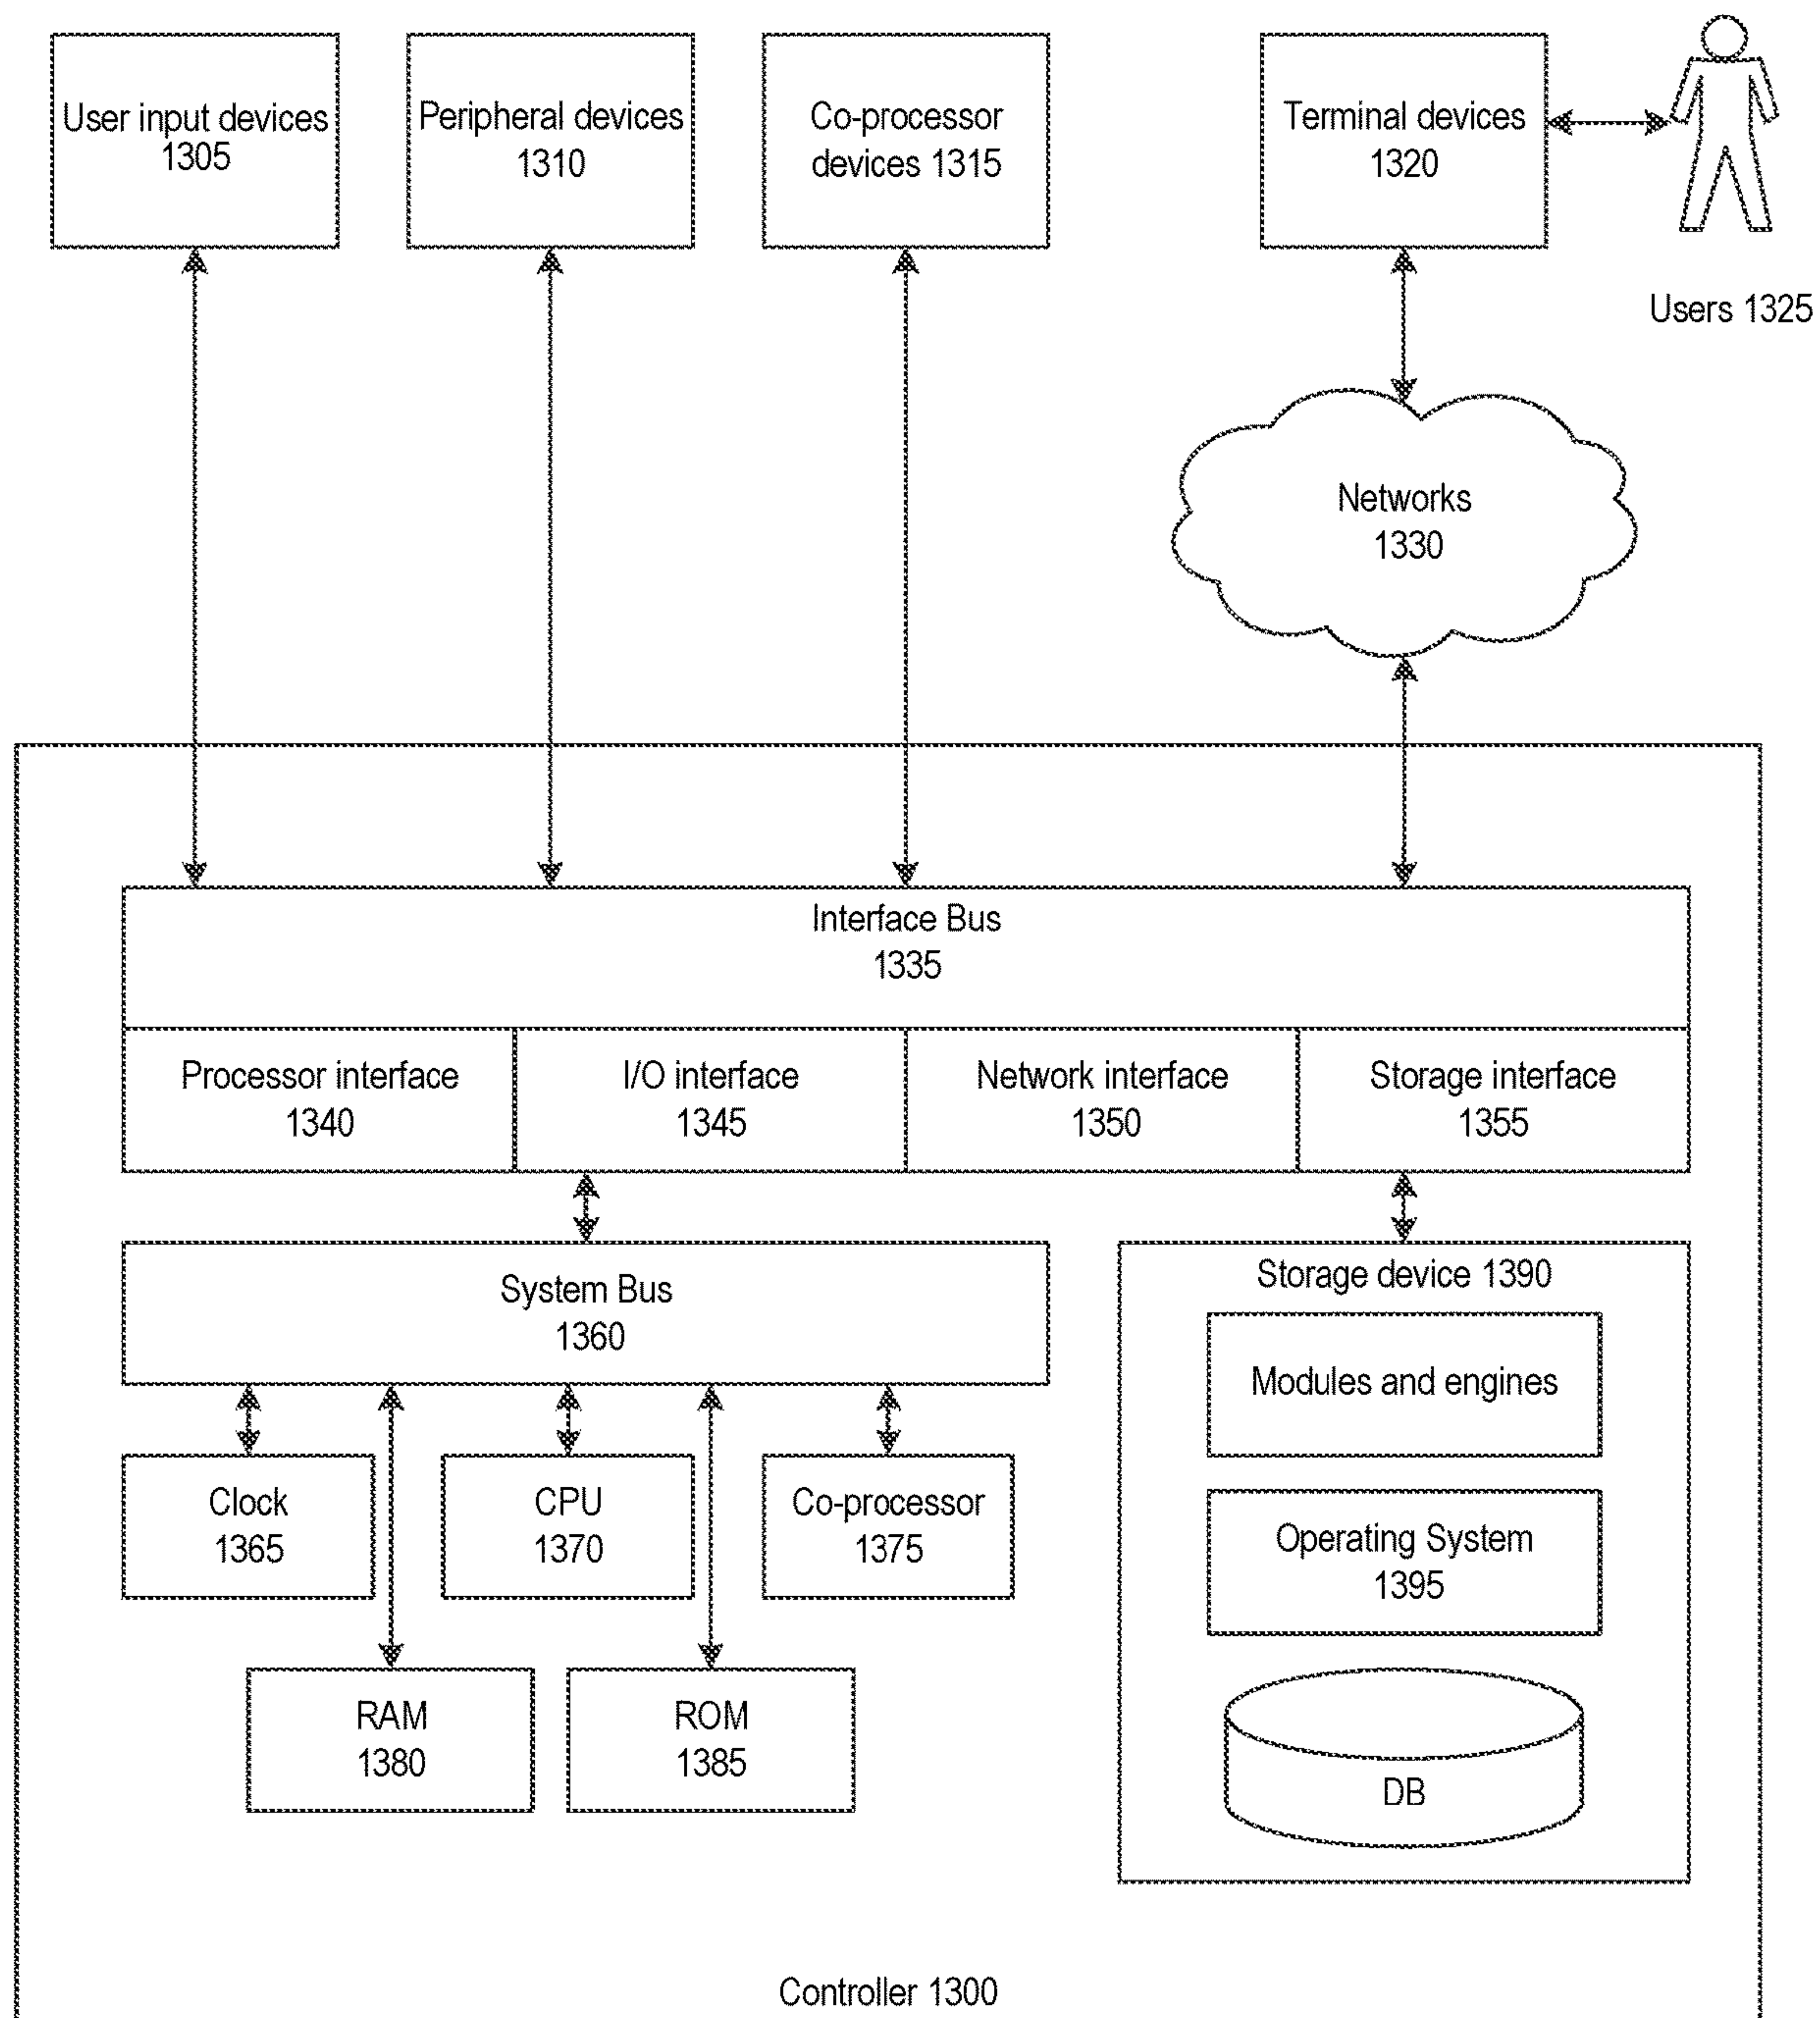 User input devices
1305
Peripheral devices
1310
Co-processor
devices 1315
Terminal devices
1320
Users 1325
Networks
1330
Interface Bus
1335
Processor interface
1340
I/O interface
1345
Network interface
1350
Storage interface
1355
System Bus
1360
Storage device 1390
Modules and engines
Clock
1365
CPU
1370
Co-processor
1375
Operating System
1395
RAM
1380
ROM
1385
DB
Controller 1300